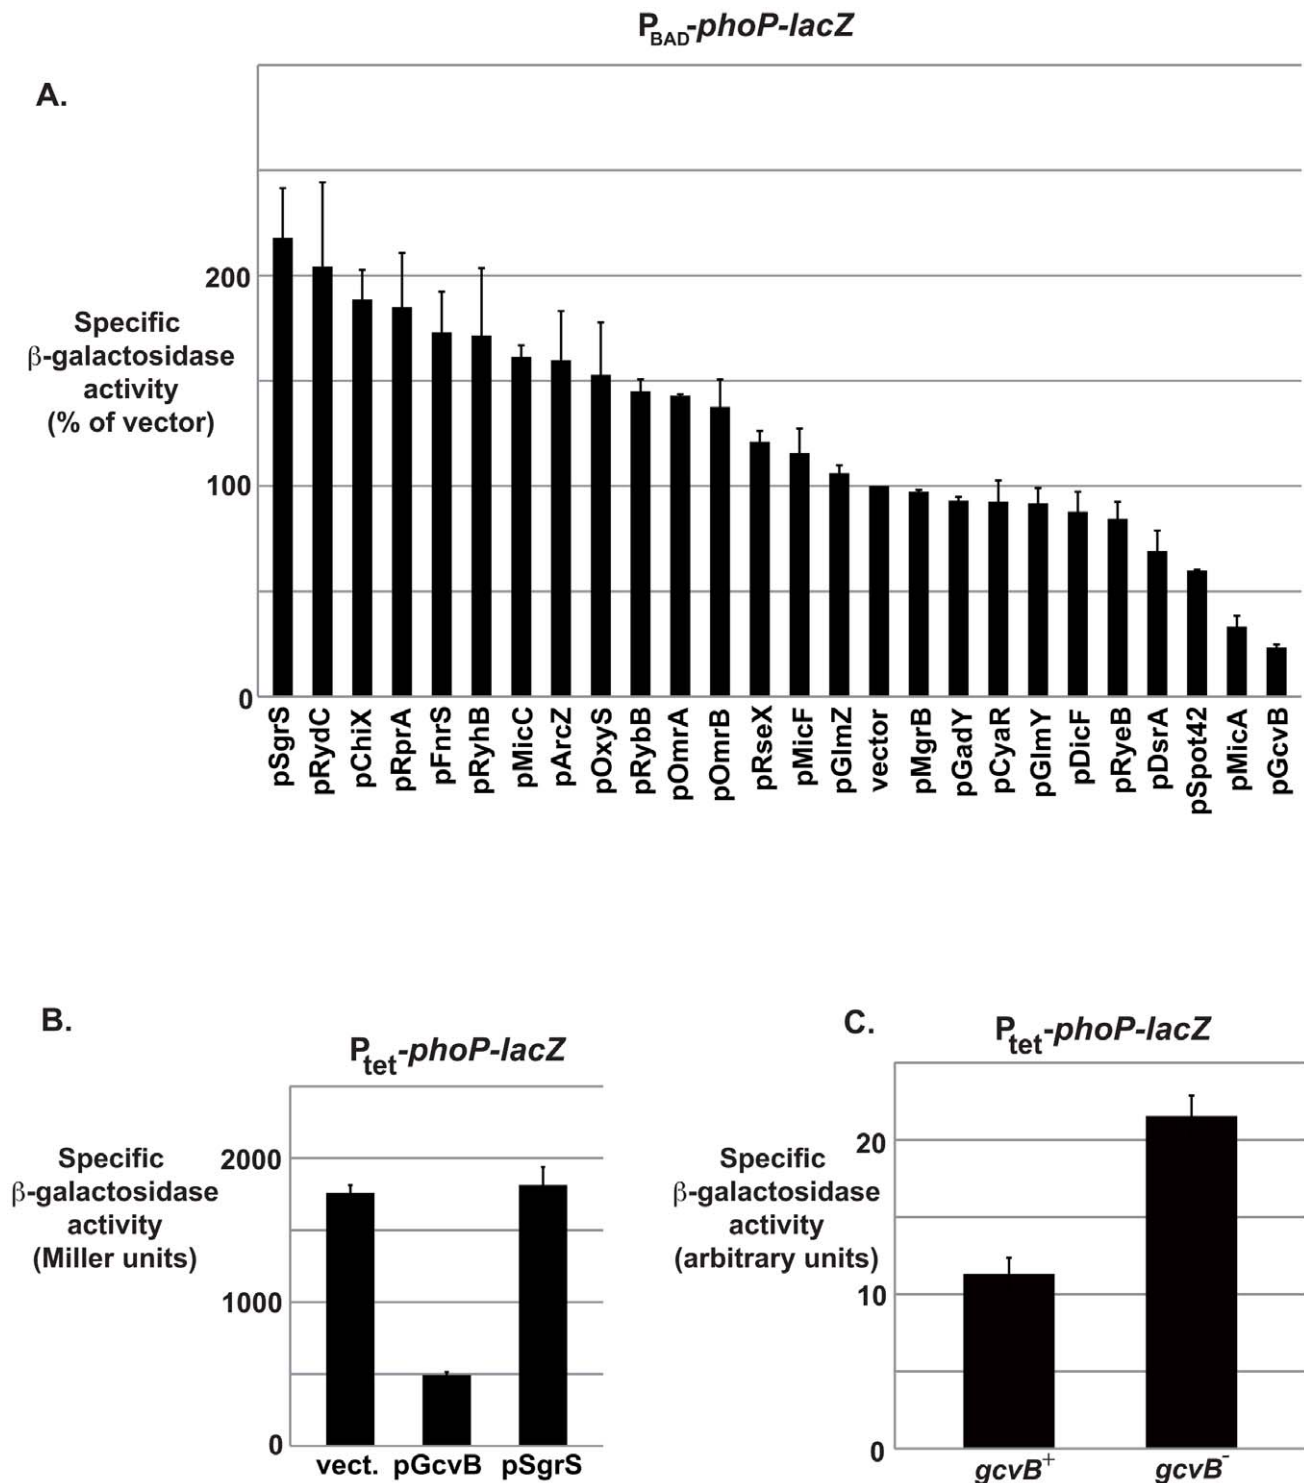 P_BAD-phoP-lacZ
A.
200
100
0
Specific
β-galactosidase
activity
(% of vector)
pSgrS
pRydC
pChiX
pRprA
pFnrS
pRyhB
pMicC
pArcZ
pOxyS
pRybB
pOmrA
pOmrB
pRseX
pMicF
pGlmZ
vector
pMgrB
pGadY
pCyaR
pGlmY
pDicF
pRyeB
pDsrA
pSpot42
pMicA
pGcvB
B.
P_tet-phoP-lacZ
Specific
β-galactosidase
activity
(Miller units)
2000
1000
0
vect. pGcvB pSgrS
C.
P_tet-phoP-lacZ
Specific
β-galactosidase
activity
(arbitrary units)
20
10
0
gcvB⁺ gcvB⁻